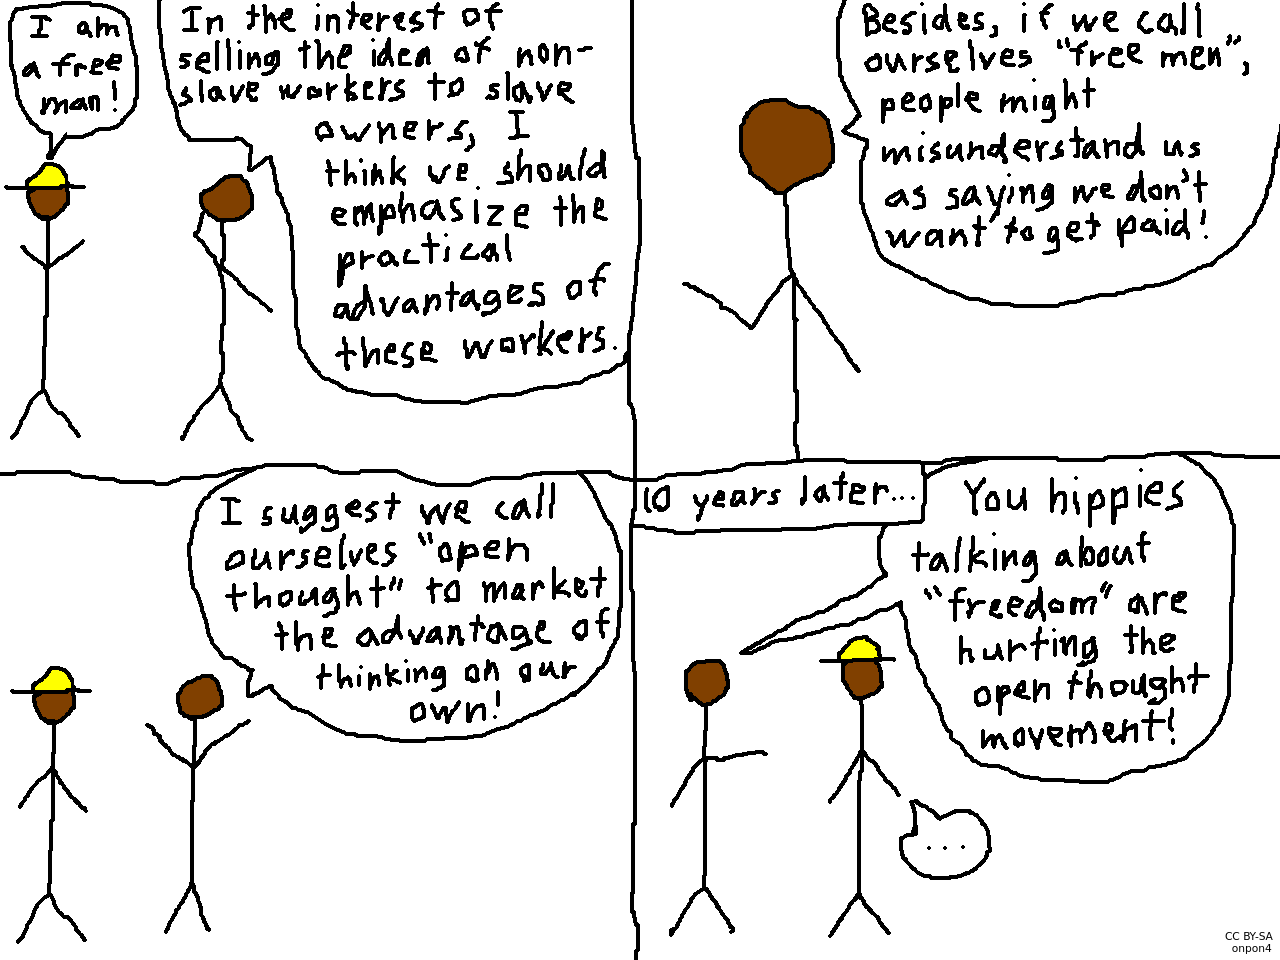 I am
a free
man!
In the interest of
selling the idea of non-
slave workers to slave
owners, I
think we should
emphasize the
practical
advantages of
these workers.
Besides, if we call
ourselves "free men",
people might
misunderstand us
as saying we don't
want to get paid!
I suggest we call
ourselves "open
thought" to market
the advantage of
thinking on our
own!
10 years later...
You hippies
talking about
"freedom" are
hurting the
open thought
movement!
...
CC BY-SA
onpon4